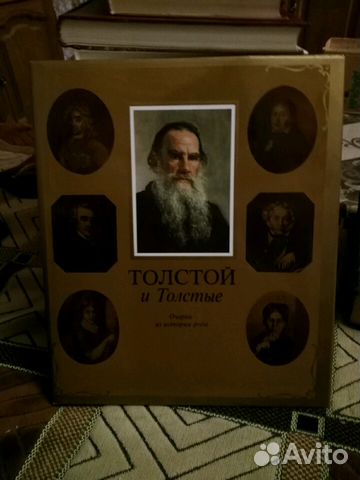 ТОЛСТОЙ
и Толстые
Очерки
из истории рода
Avito